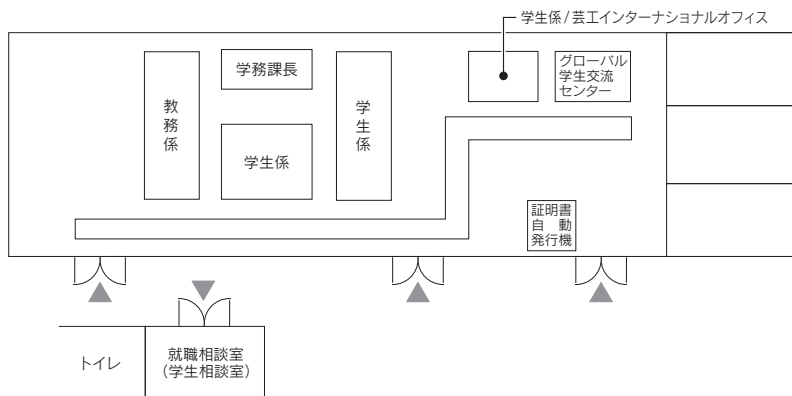 学生係/芸工インターナショナルオフィス
学務課長
教務係
学生係
学生係
グローバル
学生交流
センター
証明書
自動
発行機
トイレ
就職相談室
（学生相談室）